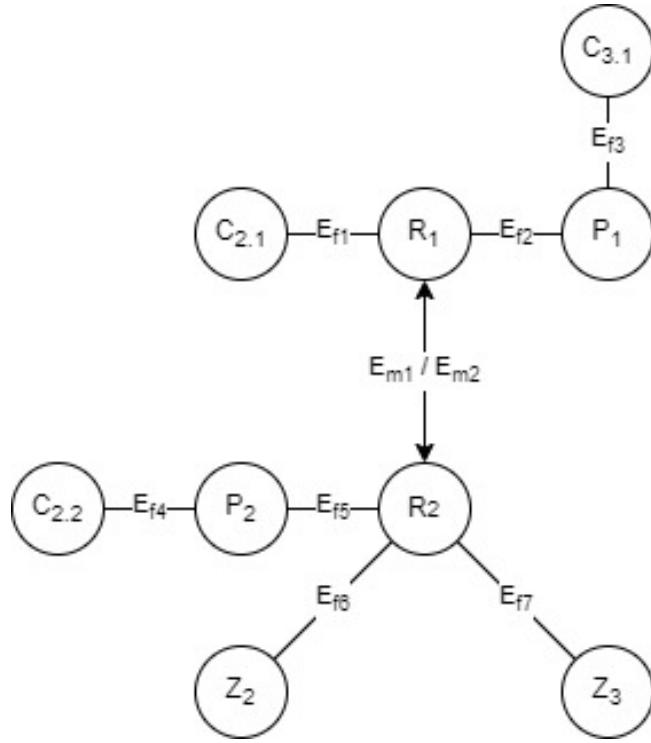 C3.1
Ef3
C2.1
Ef1
R1
Ef2
P1
Em1 / Em2
C2.2
Ef4
P2
Ef5
R2
Ef6
Ef7
Z2
Z3